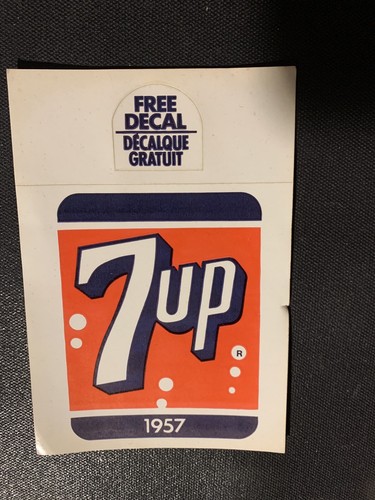 FREE
DECAL
DÉCALQUE
GRATUIT
7up
®
1957